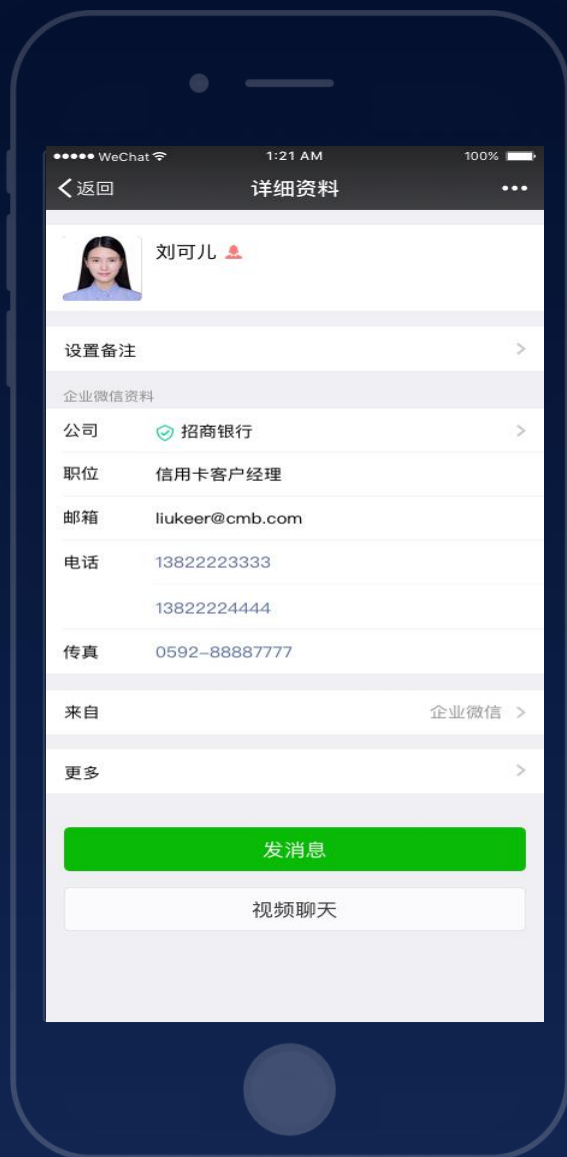 WeChat 1:21 AM 100%
返回 详细资料
刘可儿
设置备注
企业微信资料
公司 招商银行
职位 信用卡客户经理
邮箱 liukeer@cmb.com
电话 13822223333
13822224444
传真 0592-88887777
来自 企业微信
更多
发消息
视频聊天